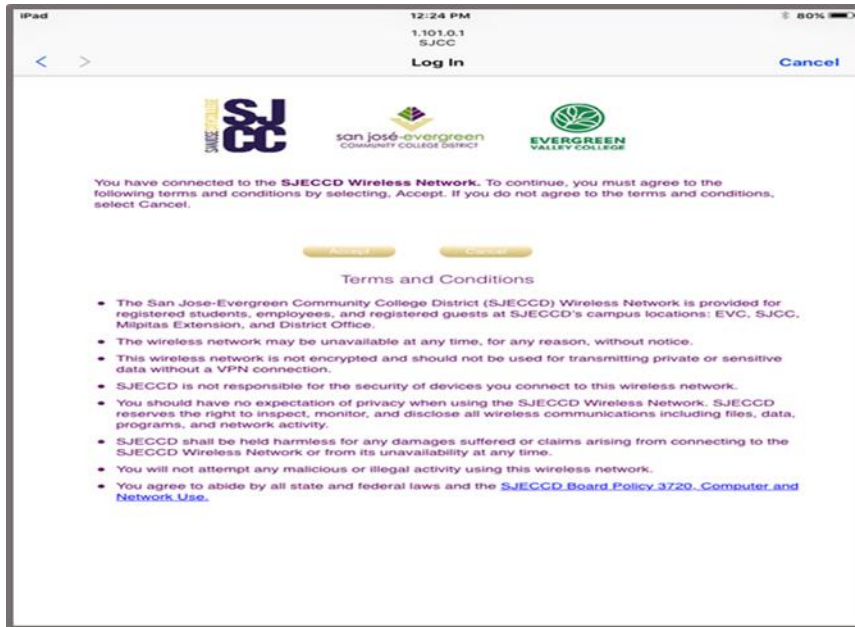 iPad 12:24 PM 80%
1.101.0.1
SJCC
< > Log In Cancel
SAN JOSE CITY COLLEGE
SJ
CC
san josé·evergreen
COMMUNITY COLLEGE DISTRICT
EVERGREEN
VALLEY COLLEGE
You have connected to the SJECCD Wireless Network. To continue, you must agree to the
following terms and conditions by selecting, Accept. If you do not agree to the terms and conditions,
select Cancel.
Accept Cancel
Terms and Conditions
• The San Jose-Evergreen Community College District (SJECCD) Wireless Network is provided for
registered students, employees, and registered guests at SJECCD's campus locations: EVC, SJCC,
Milpitas Extension, and District Office.
• The wireless network may be unavailable at any time, for any reason, without notice.
• This wireless network is not encrypted and should not be used for transmitting private or sensitive
data without a VPN connection.
• SJECCD is not responsible for the security of devices you connect to this wireless network.
• You should have no expectation of privacy when using the SJECCD Wireless Network. SJECCD
reserves the right to inspect, monitor, and disclose all wireless communications including files, data,
programs, and network activity.
• SJECCD shall be held harmless for any damages suffered or claims arising from connecting to the
SJECCD Wireless Network or from its unavailability at any time.
• You will not attempt any malicious or illegal activity using this wireless network.
• You agree to abide by all state and federal laws and the SJECCD Board Policy 3720, Computer and
Network Use.